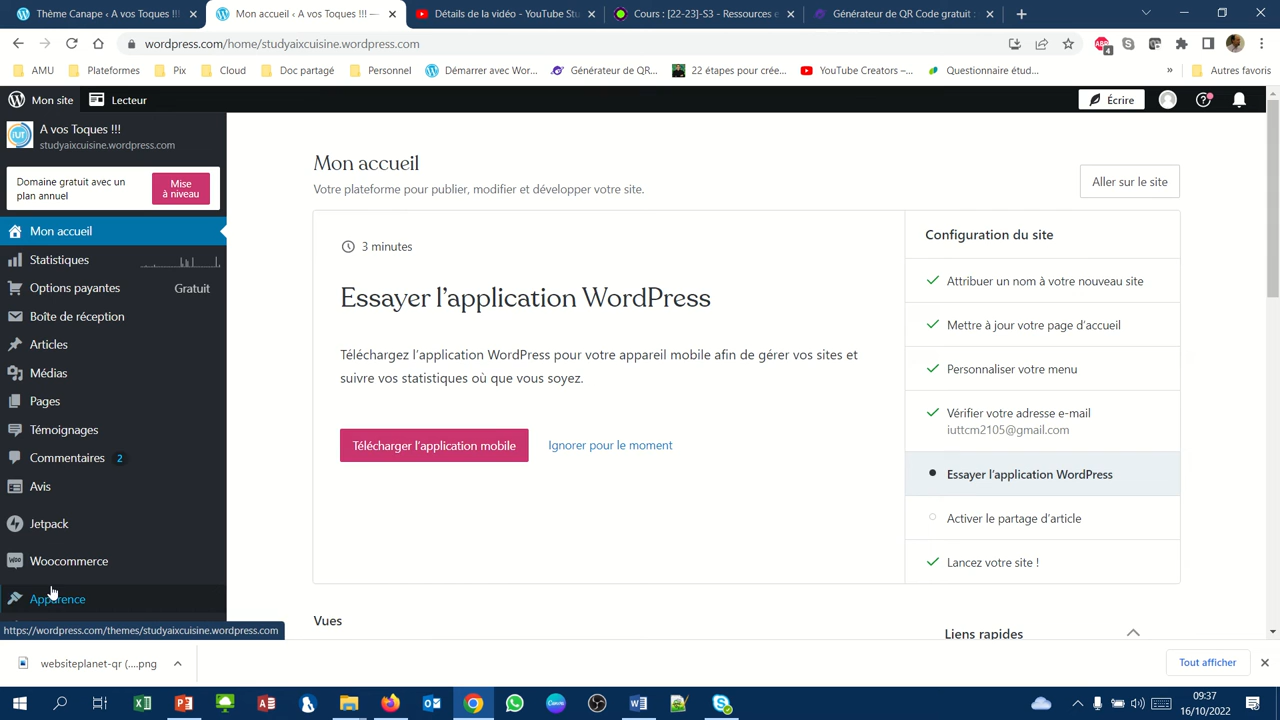 Thème Canape ‹ A vos Toques !!!
Mon accueil ‹ A vos Toques !!! —
Détails de la vidéo - YouTube Stu
Cours : [22-23]-S3 - Ressources e
Générateur de QR Code gratuit :
wordpress.com/home/studyaixcuisine.wordpress.com
4
AMU
Plateformes
Pix
Cloud
Doc partagé
Personnel
Démarrer avec Wor...
Générateur de QR...
22 étapes pour crée...
YouTube Creators –...
Questionnaire étud...
»
Autres favoris
Mon site
Lecteur
Écrire
A vos Toques !!!
studyaixcuisine.wordpress.com
Domaine gratuit avec un
plan annuel
Mise
à niveau
Mon accueil
Statistiques
Options payantes
Gratuit
Boîte de réception
Articles
Médias
Pages
Témoignages
Commentaires
2
Avis
Jetpack
Woocommerce
Apparence
https://wordpress.com/themes/studyaixcuisine.wordpress.com
Mon accueil
Votre plateforme pour publier, modifier et développer votre site.
Aller sur le site
3 minutes
Essayer l’application WordPress
Téléchargez l’application WordPress pour votre appareil mobile afin de gérer vos sites et
suivre vos statistiques où que vous soyez.
Télécharger l’application mobile
Ignorer pour le moment
Configuration du site
Attribuer un nom à votre nouveau site
Mettre à jour votre page d’accueil
Personnaliser votre menu
Vérifier votre adresse e-mail
iuttcm2105@gmail.com
Essayer l’application WordPress
Activer le partage d’article
Lancez votre site !
Vues
Liens rapides
websiteplanet-qr (....png
Tout afficher
09:37
16/10/2022